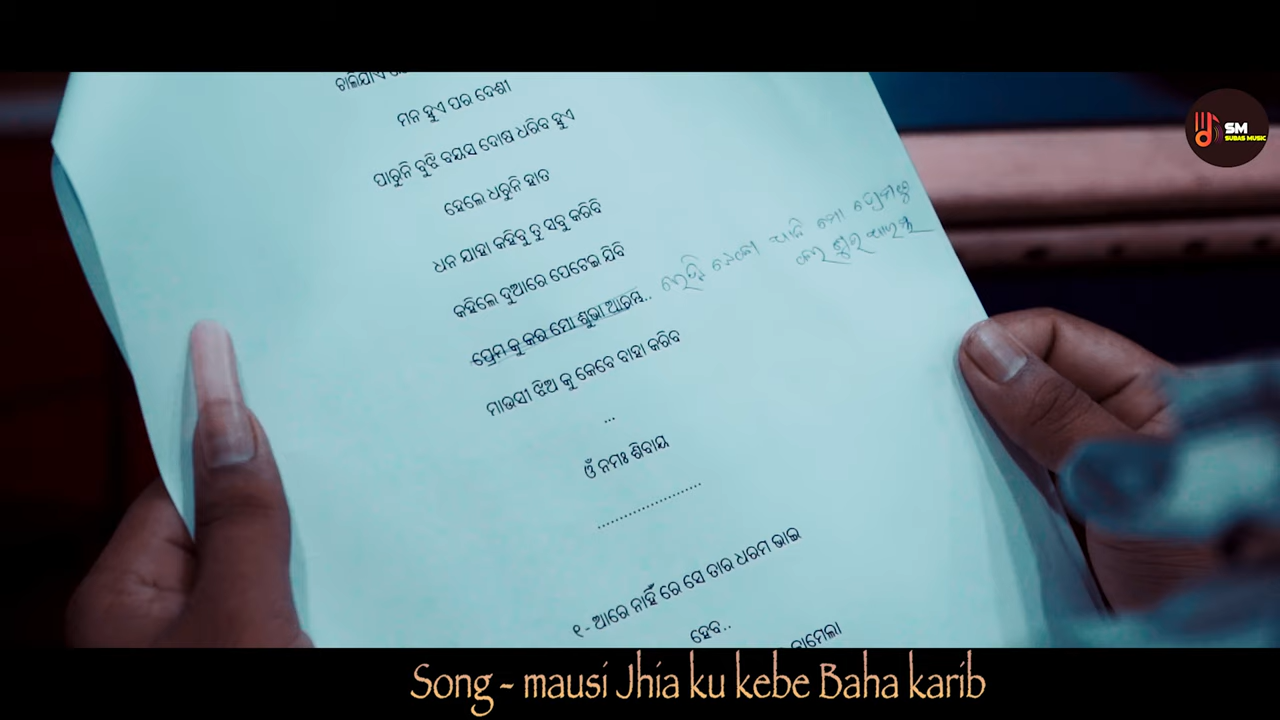 ଚାଲିଯାଏ
ମନ ହୁଏ ପର ଦେଶୀ
ପାରୁନି ବୁଝି ବୟସ ଦୋଷ ଧରିବ ହୁଏ
ହେଲେ ଧରୁନି ହାତ
ଧନ ଯାହା କହିବୁ ତୁ ସବୁ କରିବି
କହିଲେ ଦୁଆରେ ପେଟେଇ ଯିବି
ପ୍ରେମ କୁ କର ମୋ ଶୁଭା ଆରମ୍ଭ..
ମାଉସୀ ଝିଅ କୁ କେବେ ବାହା କରିବ
...
ଓଁ ନମଃ ଶିବାୟ
.......................
୧ - ଆରେ ନାହିଁ ରେ ସେ ତାର ଧରମ ଭାଇ
ହେବ..
SM
SUBAS MUSIC
Song - mausi Jhia ku kebe Baha karib